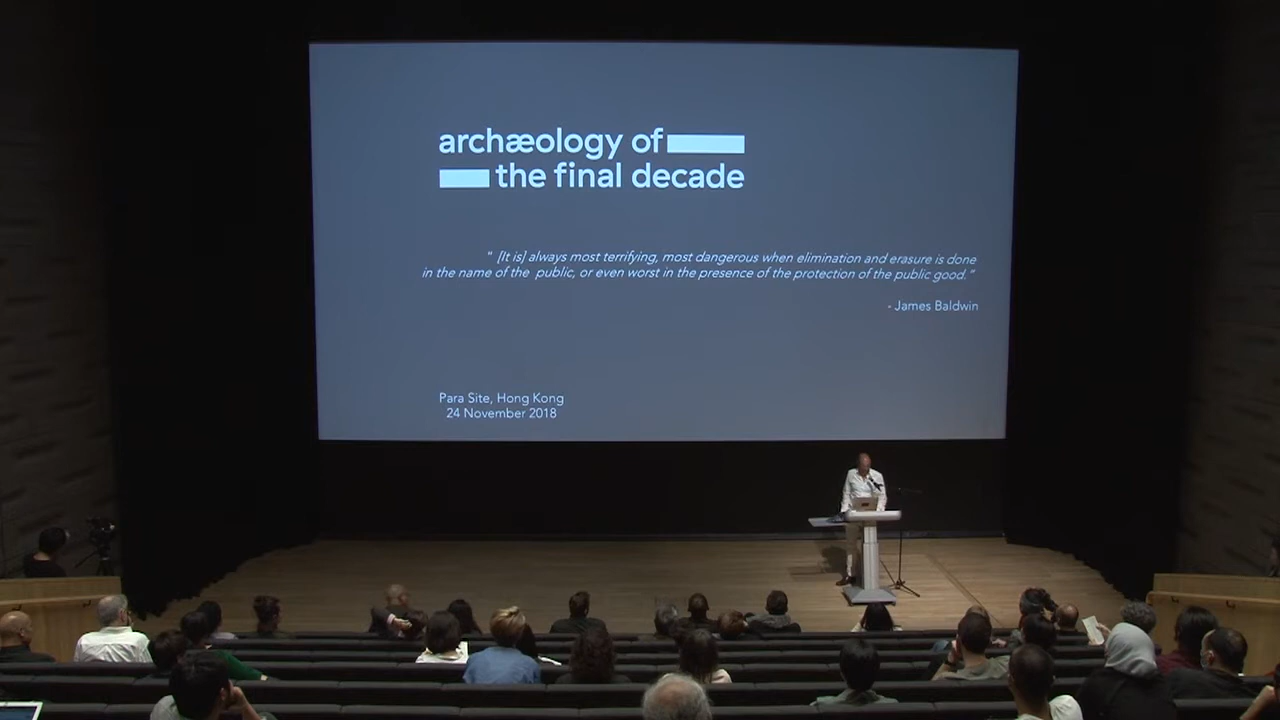 archæology of
the final decade
" [It is] always most terrifying, most dangerous when elimination and erasure is done
in the name of the public, or even worst in the presence of the protection of the public good."
- James Baldwin
Para Site, Hong Kong
24 November 2018